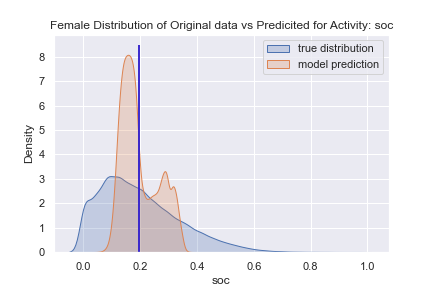 Female Distribution of Original data vs Predicited for Activity: soc
true distribution
model prediction
8
7
6
5
4
3
2
1
0
Density
0.0 0.2 0.4 0.6 0.8 1.0
soc